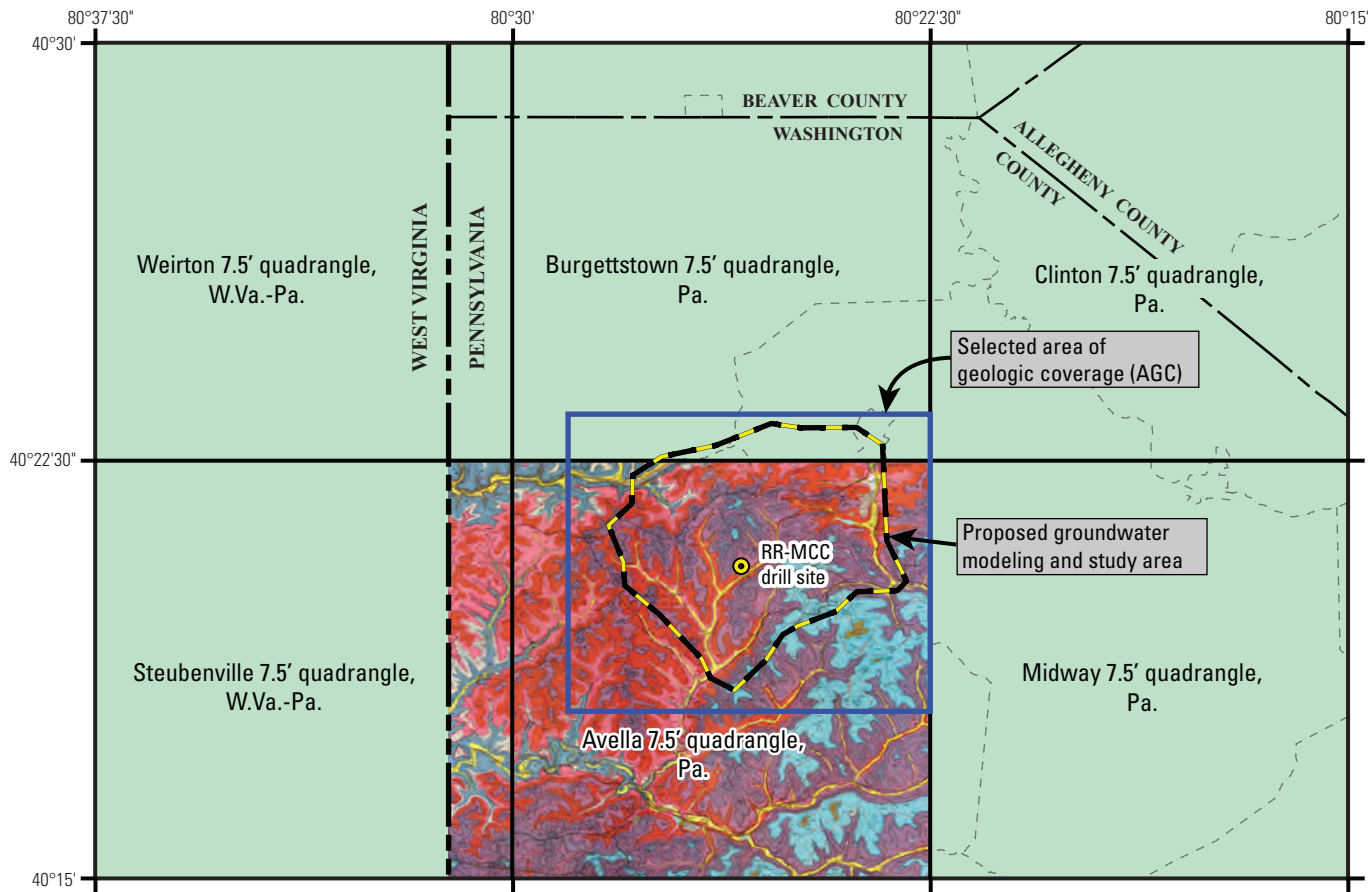 80°37'30"
80°30'
80°22'30"
80°15'
40°30'
BEAVER COUNTY
WASHINGTON
COUNTY
ALLEGHENY COUNTY
WEST VIRGINIA
PENNSYLVANIA
Weirton 7.5' quadrangle,
W.Va.-Pa.
Burgettstown 7.5' quadrangle,
Pa.
Clinton 7.5' quadrangle,
Pa.
Selected area of
geologic coverage (AGC)
40°22'30"
Proposed groundwater
modeling and study area
RR-MCC
drill site
Steubenville 7.5' quadrangle,
W.Va.-Pa.
Avella 7.5' quadrangle,
Pa.
Midway 7.5' quadrangle,
Pa.
40°15'